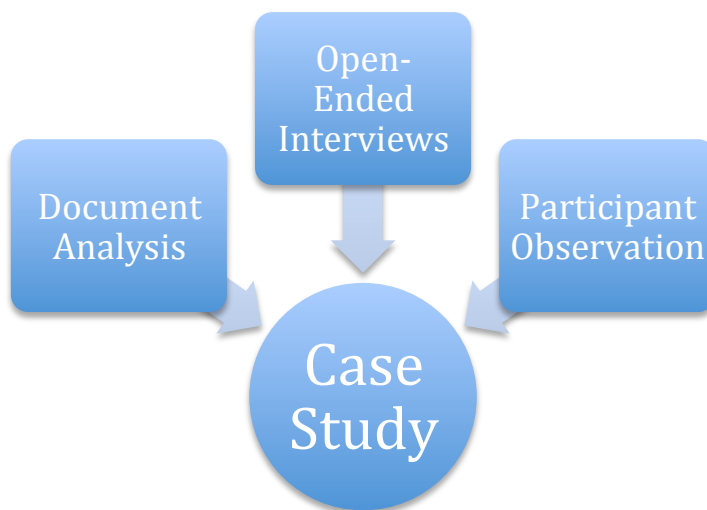 Open-
Ended
Interviews
Document
Analysis
Participant
Observation
Case
Study